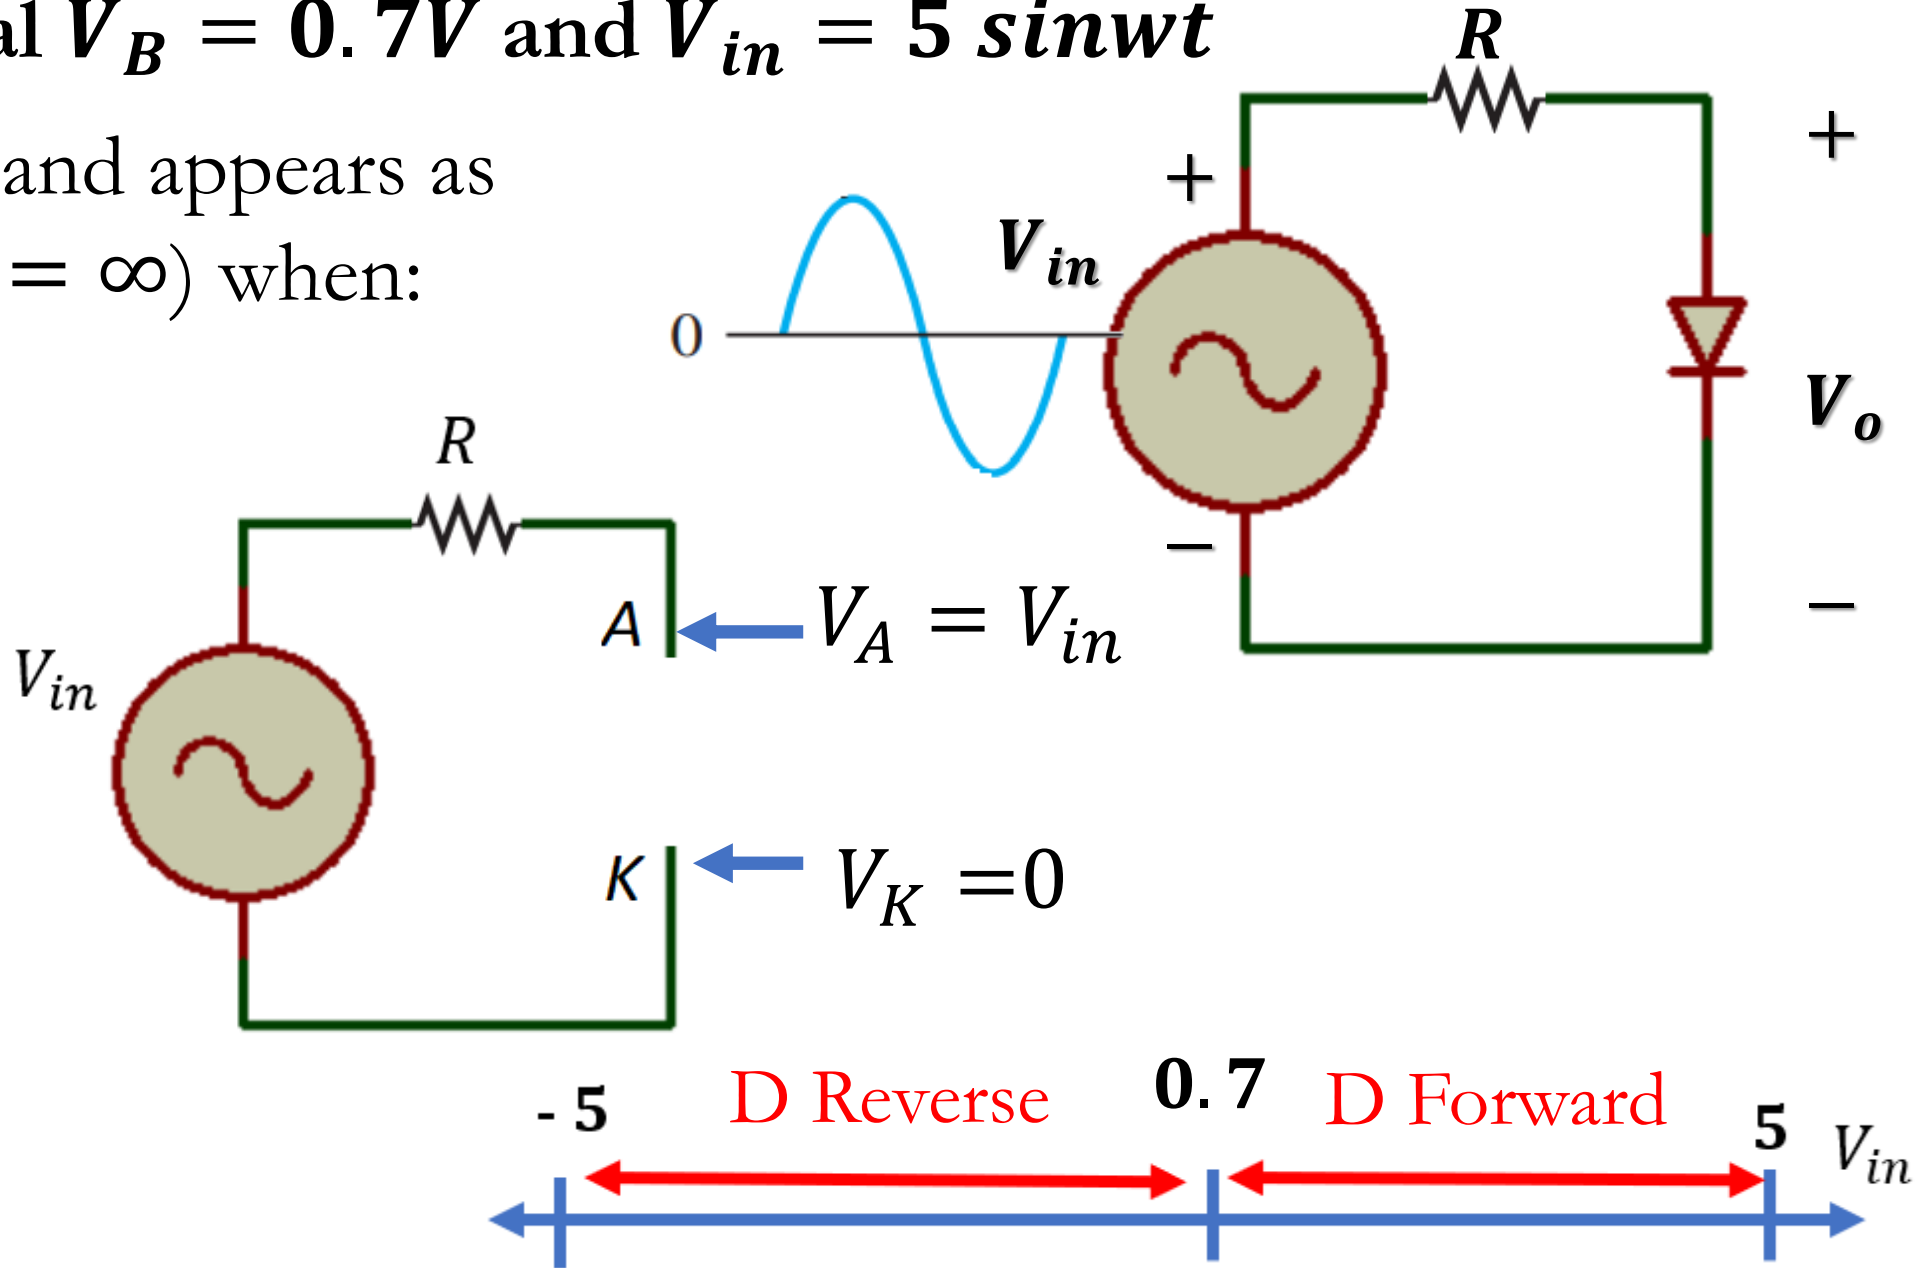 al V_B = 0.7V and V_in = 5 sinwt
and appears as
= ∞) when:
R
+
+
V_in
0
−
V_o
−
R
V_in
A
V_A = V_in
K
V_K =0
- 5
D Reverse
0.7
D Forward
5
V_in